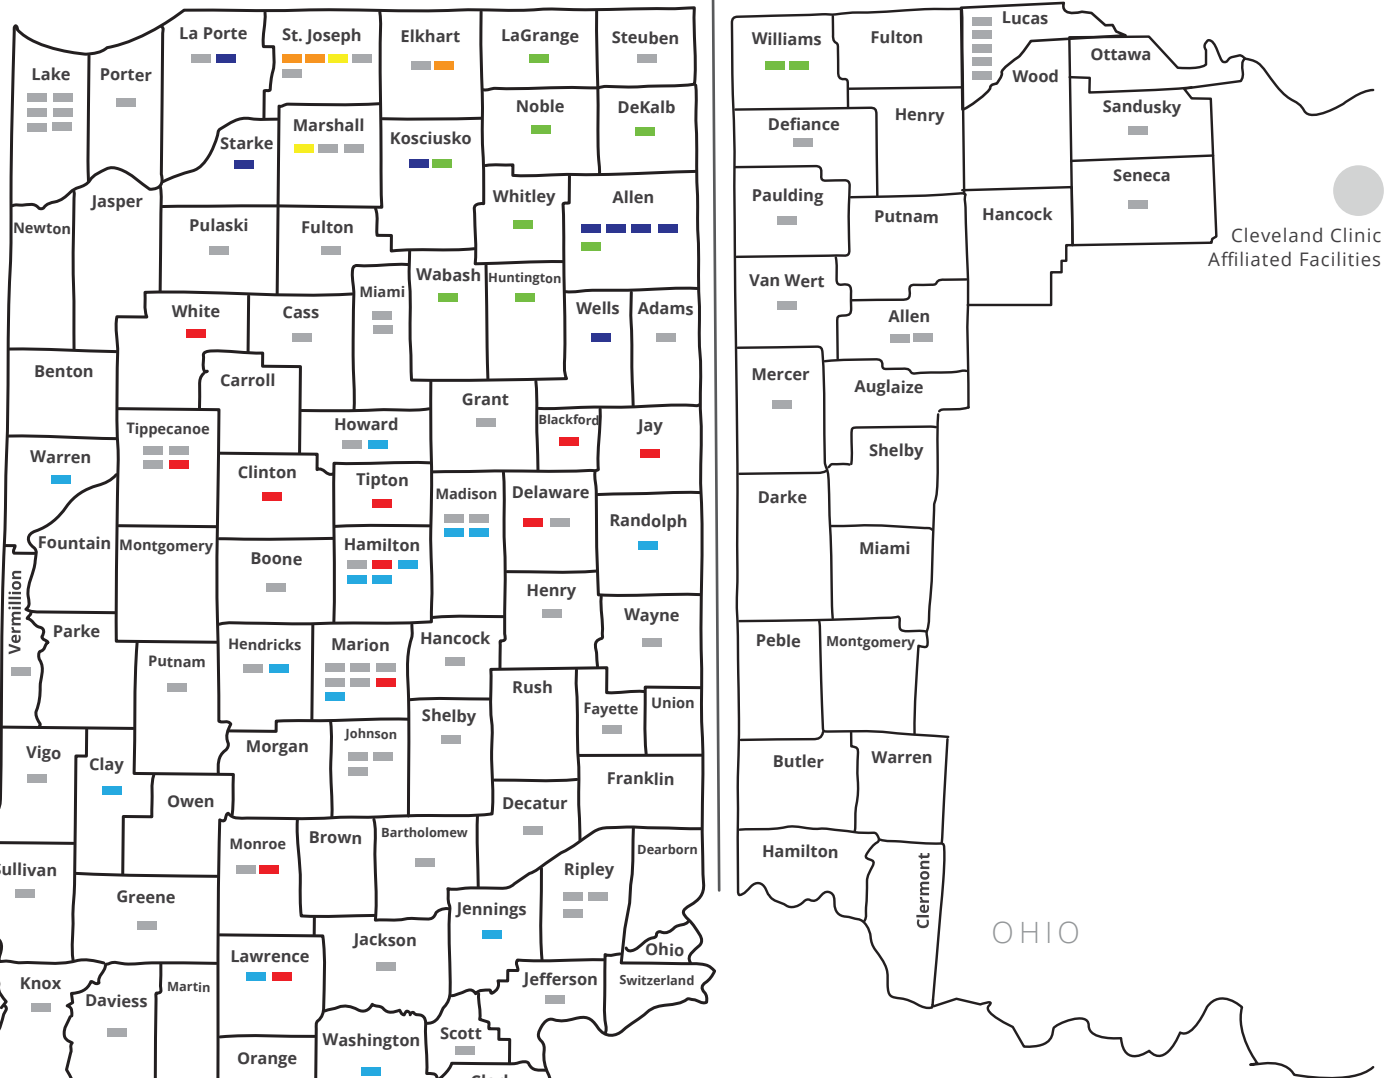 La Porte
St. Joseph
Elkhart
LaGrange
Steuben
Lake
Porter
Noble
DeKalb
Starke
Marshall
Kosciusko
Whitley
Allen
Jasper
Newton
Pulaski
Fulton
Wabash
Huntington
Miami
White
Cass
Wells
Adams
Benton
Carroll
Grant
Blackford
Jay
Tippecanoe
Howard
Warren
Clinton
Tipton
Madison
Delaware
Randolph
Fountain
Montgomery
Boone
Hamilton
Henry
Vermillion
Parke
Hendricks
Marion
Hancock
Wayne
Putnam
Rush
Fayette
Union
Shelby
Vigo
Clay
Morgan
Johnson
Franklin
Owen
Decatur
Monroe
Brown
Bartholomew
Dearborn
Sullivan
Ripley
Greene
Jennings
Jackson
Ohio
Lawrence
Jefferson
Switzerland
Knox
Daviess
Martin
Scott
Washington
Orange
Williams
Fulton
Lucas
Wood
Ottawa
Defiance
Henry
Sandusky
Paulding
Putnam
Hancock
Seneca
Cleveland Clinic
Affiliated Facilities
Van Wert
Allen
Mercer
Auglaize
Shelby
Darke
Miami
Peble
Montgomery
Butler
Warren
Hamilton
Clermont
OHIO